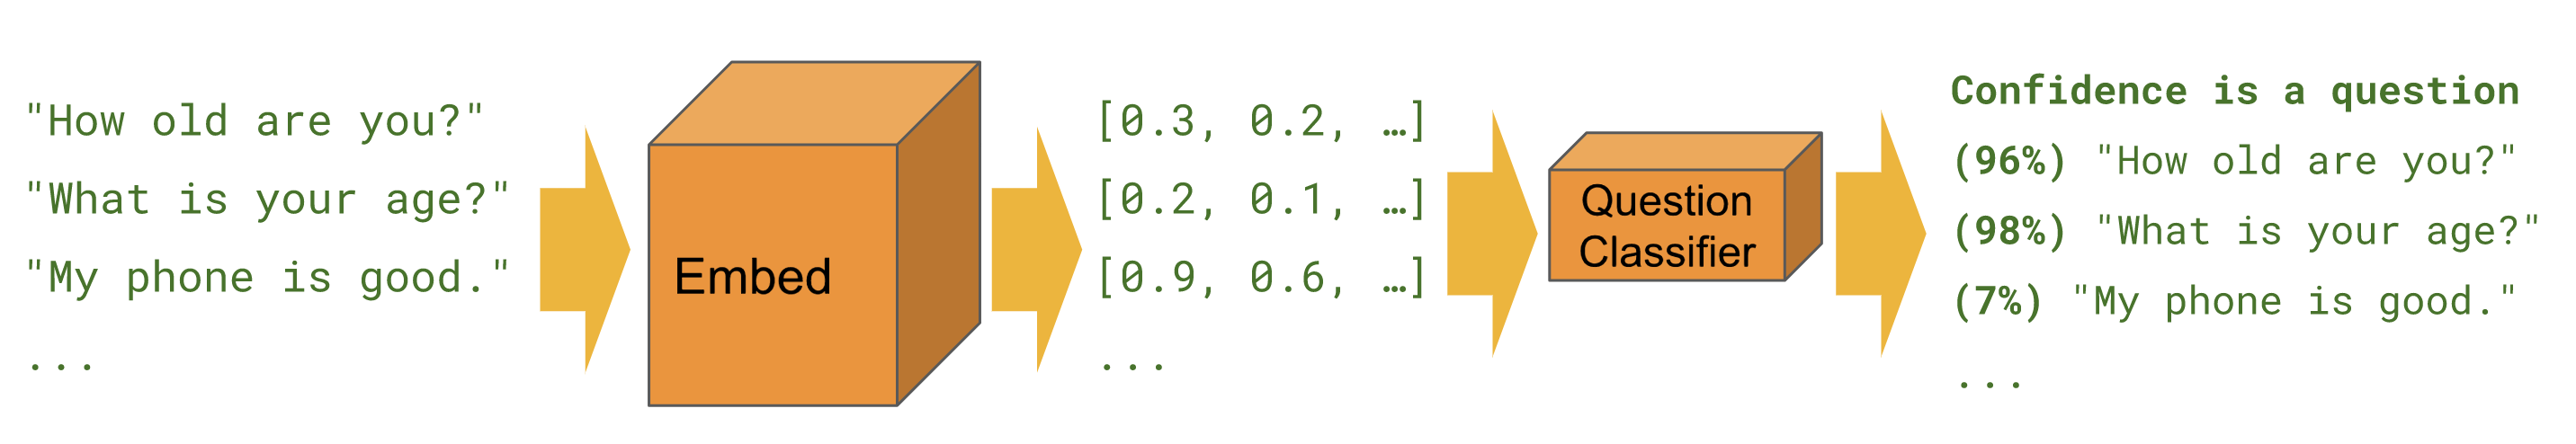 "How old are you?"
"What is your age?"
"My phone is good."
...
Embed
[0.3, 0.2, …]
[0.2, 0.1, …]
[0.9, 0.6, …]
...
Question
Classifier
Confidence is a question
(96%) "How old are you?"
(98%) "What is your age?"
(7%) "My phone is good."
...